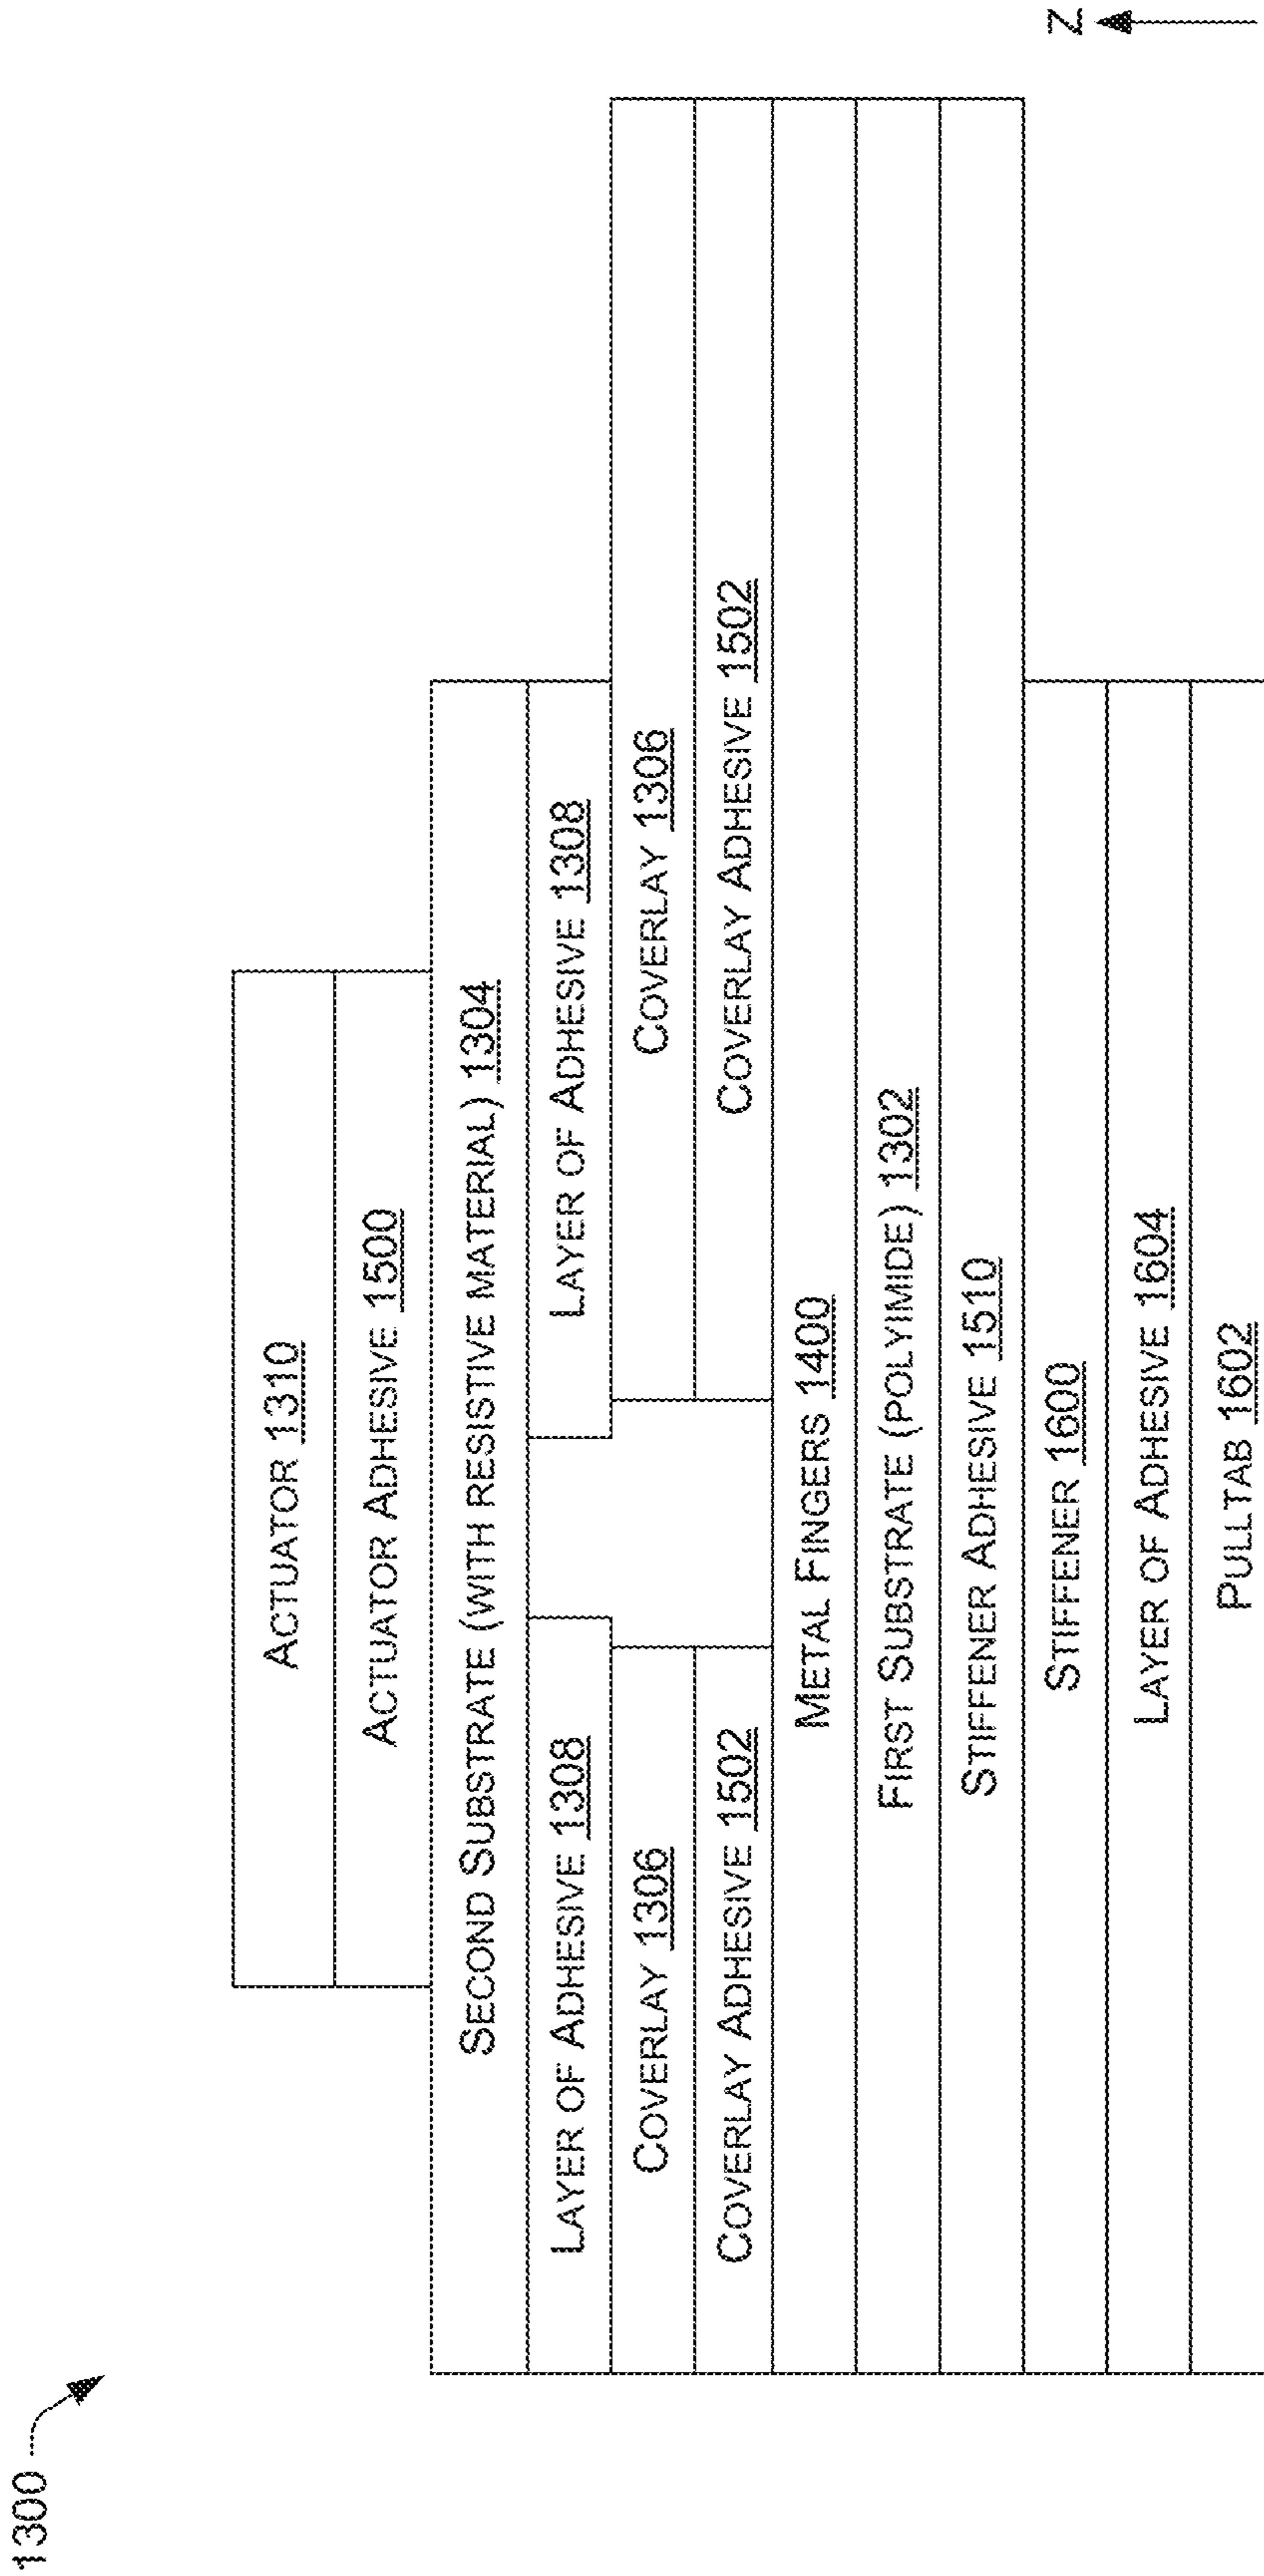 1300
ACTUATOR 1310
ACTUATOR ADHESIVE 1500
SECOND SUBSTRATE (WITH RESISTIVE MATERIAL) 1304
LAYER OF ADHESIVE 1308
LAYER OF ADHESIVE 1308
COVERLAY 1306
COVERLAY 1306
COVERLAY ADHESIVE 1502
COVERLAY ADHESIVE 1502
METAL FINGERS 1400
FIRST SUBSTRATE (POLYIMIDE) 1302
STIFFENER ADHESIVE 1510
STIFFENER 1600
LAYER OF ADHESIVE 1604
PULLTAB 1602
Z